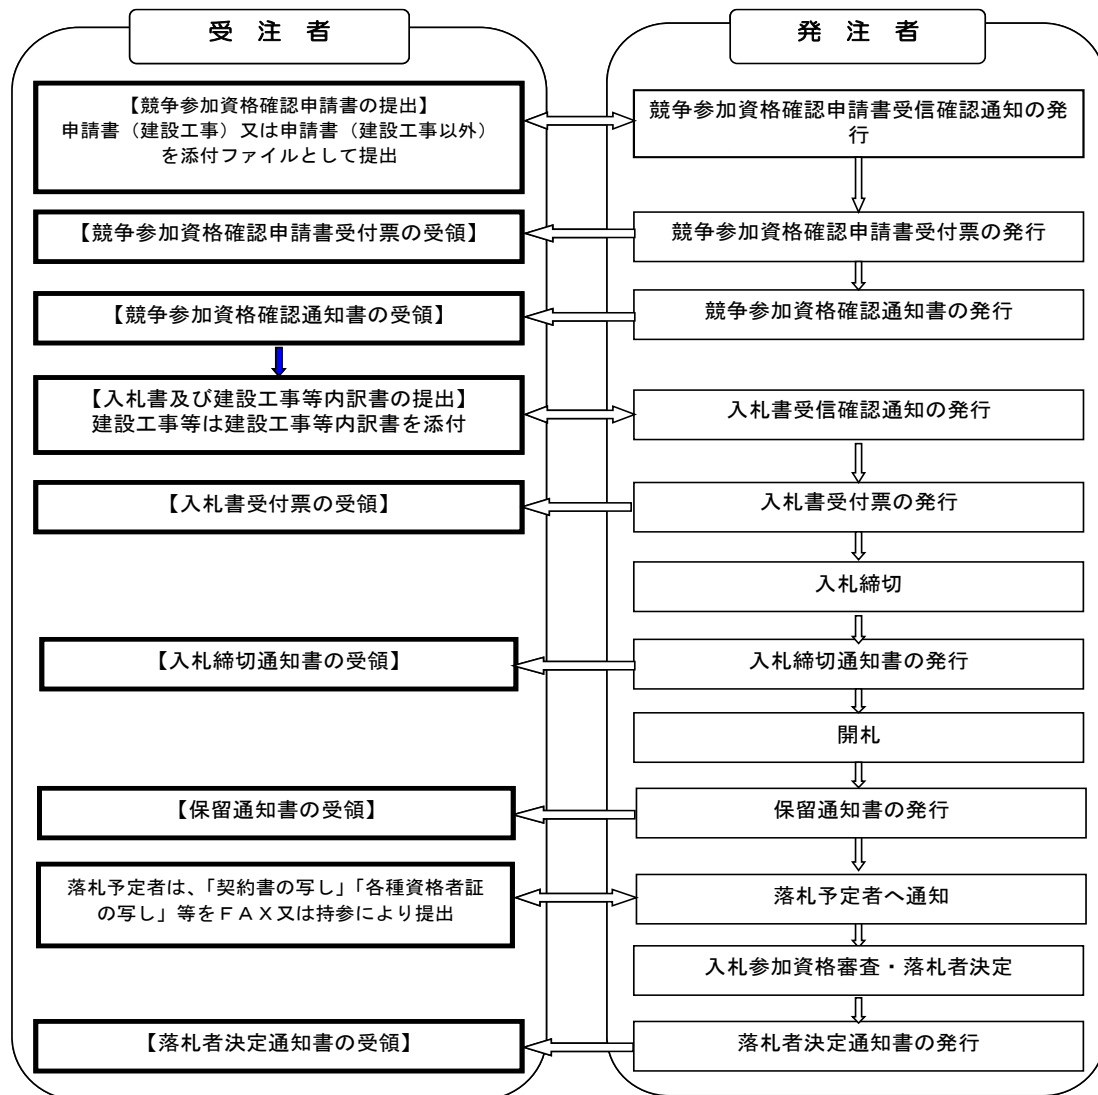 受 注 者
発 注 者
【競争参加資格確認申請書の提出】
申請書（建設工事）又は申請書（建設工事以外）
を添付ファイルとして提出
競争参加資格確認申請書受信確認通知の発
行
【競争参加資格確認申請書受付票の受領】
競争参加資格確認申請書受付票の発行
【競争参加資格確認通知書の受領】
競争参加資格確認通知書の発行
【入札書及び建設工事等内訳書の提出】
建設工事等は建設工事等内訳書を添付
入札書受信確認通知の発行
【入札書受付票の受領】
入札書受付票の発行
入札締切
【入札締切通知書の受領】
入札締切通知書の発行
開札
【保留通知書の受領】
保留通知書の発行
落札予定者は、「契約書の写し」「各種資格者証
の写し」等をＦＡＸ又は持参により提出
落札予定者へ通知
入札参加資格審査・落札者決定
【落札者決定通知書の受領】
落札者決定通知書の発行